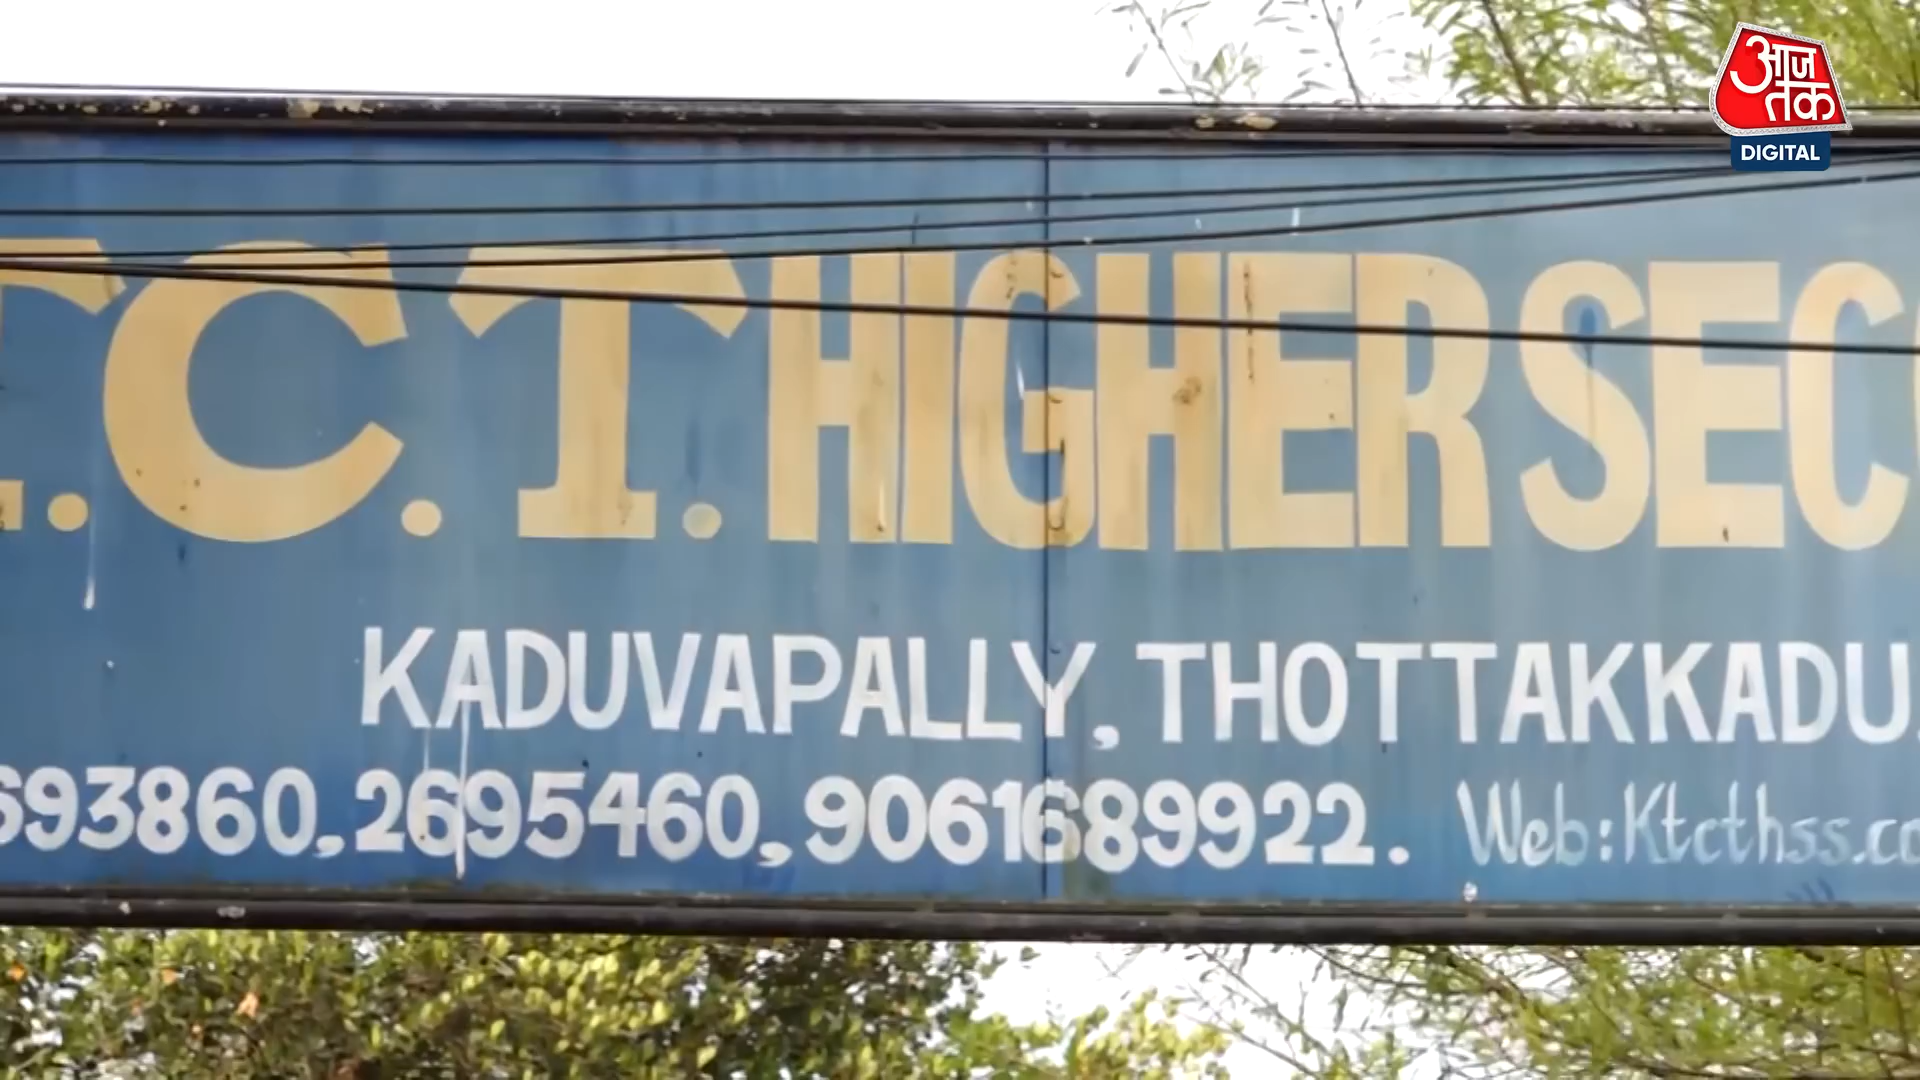 आज तक
DIGITAL
.C.T. HIGHER SEC
KADUVAPALLY, THOTTAKKADU
693860, 2695460, 9061689922. Web:Ktcthss.co